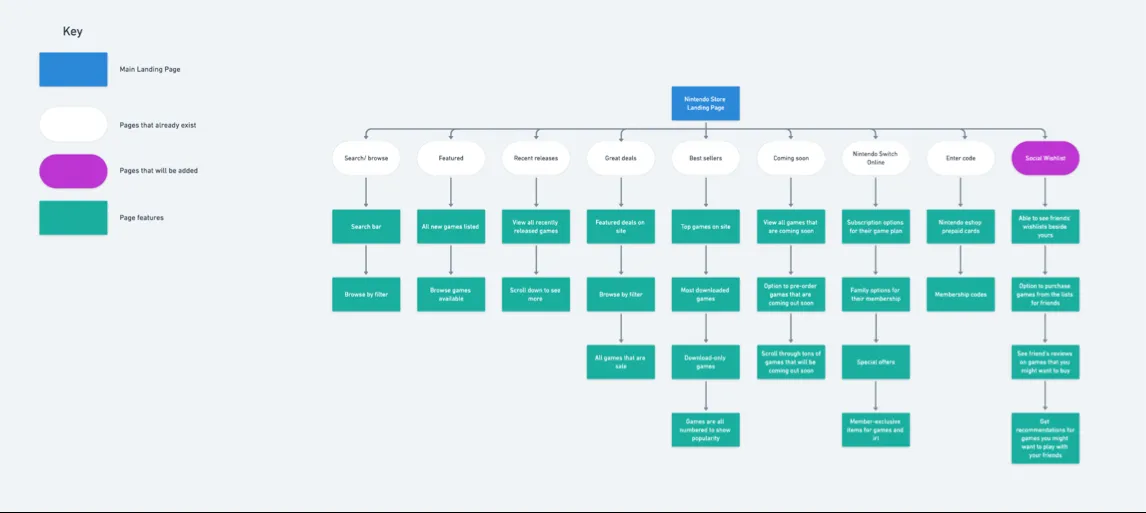 Key
Main Landing Page
Pages that already exist
Pages that will be added
Page features
Nintendo Store
Landing Page
Search/ browse
Featured
Recent releases
Great deals
Best sellers
Coming soon
Nintendo Switch
Online
Enter code
Social Wishlist
Search bar
All new games listed
View all recently
released games
Featured deals on
site
Top games on site
View all games that
are coming soon
Subscription options
for their game plan
Nintendo eshop
prepaid cards
Able to see friends'
wishlists beside
yours
Browse by filter
Browse games
available
Scroll down to see
more
Browse by filter
Most downloaded
games
Option to pre-order
games that are
coming out soon
Family options for
their membership
Membership codes
Option to purchase
games from the lists
for friends
All games that are
sale
Download-only
games
Scroll through tons of
games that will be
coming out soon
Special offers
See friend's reviews
on games that you
might want to buy
Games are all
numbered to show
popularity
Member-exclusive
items for games and
irl
Get
recommendations for
games you might
want to play with
your friends